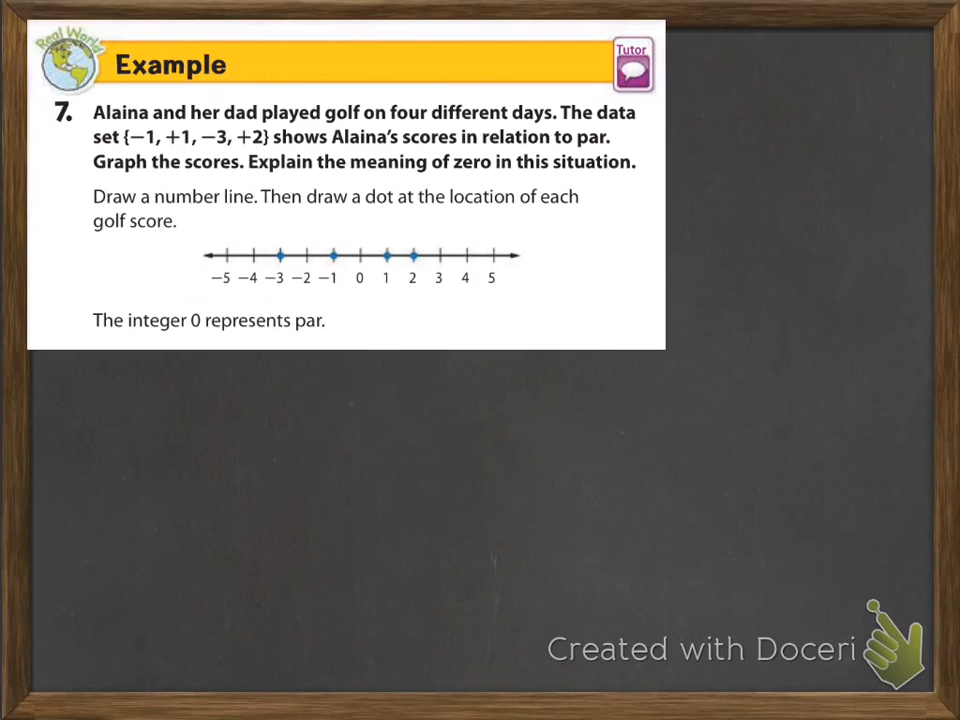 Real World
Example
Tutor
7. Alaina and her dad played golf on four different days. The data
set {−1, +1, −3, +2} shows Alaina's scores in relation to par.
Graph the scores. Explain the meaning of zero in this situation.
Draw a number line. Then draw a dot at the location of each
golf score.
−5 −4 −3 −2 −1 0 1 2 3 4 5
The integer 0 represents par.
Created with Doceri